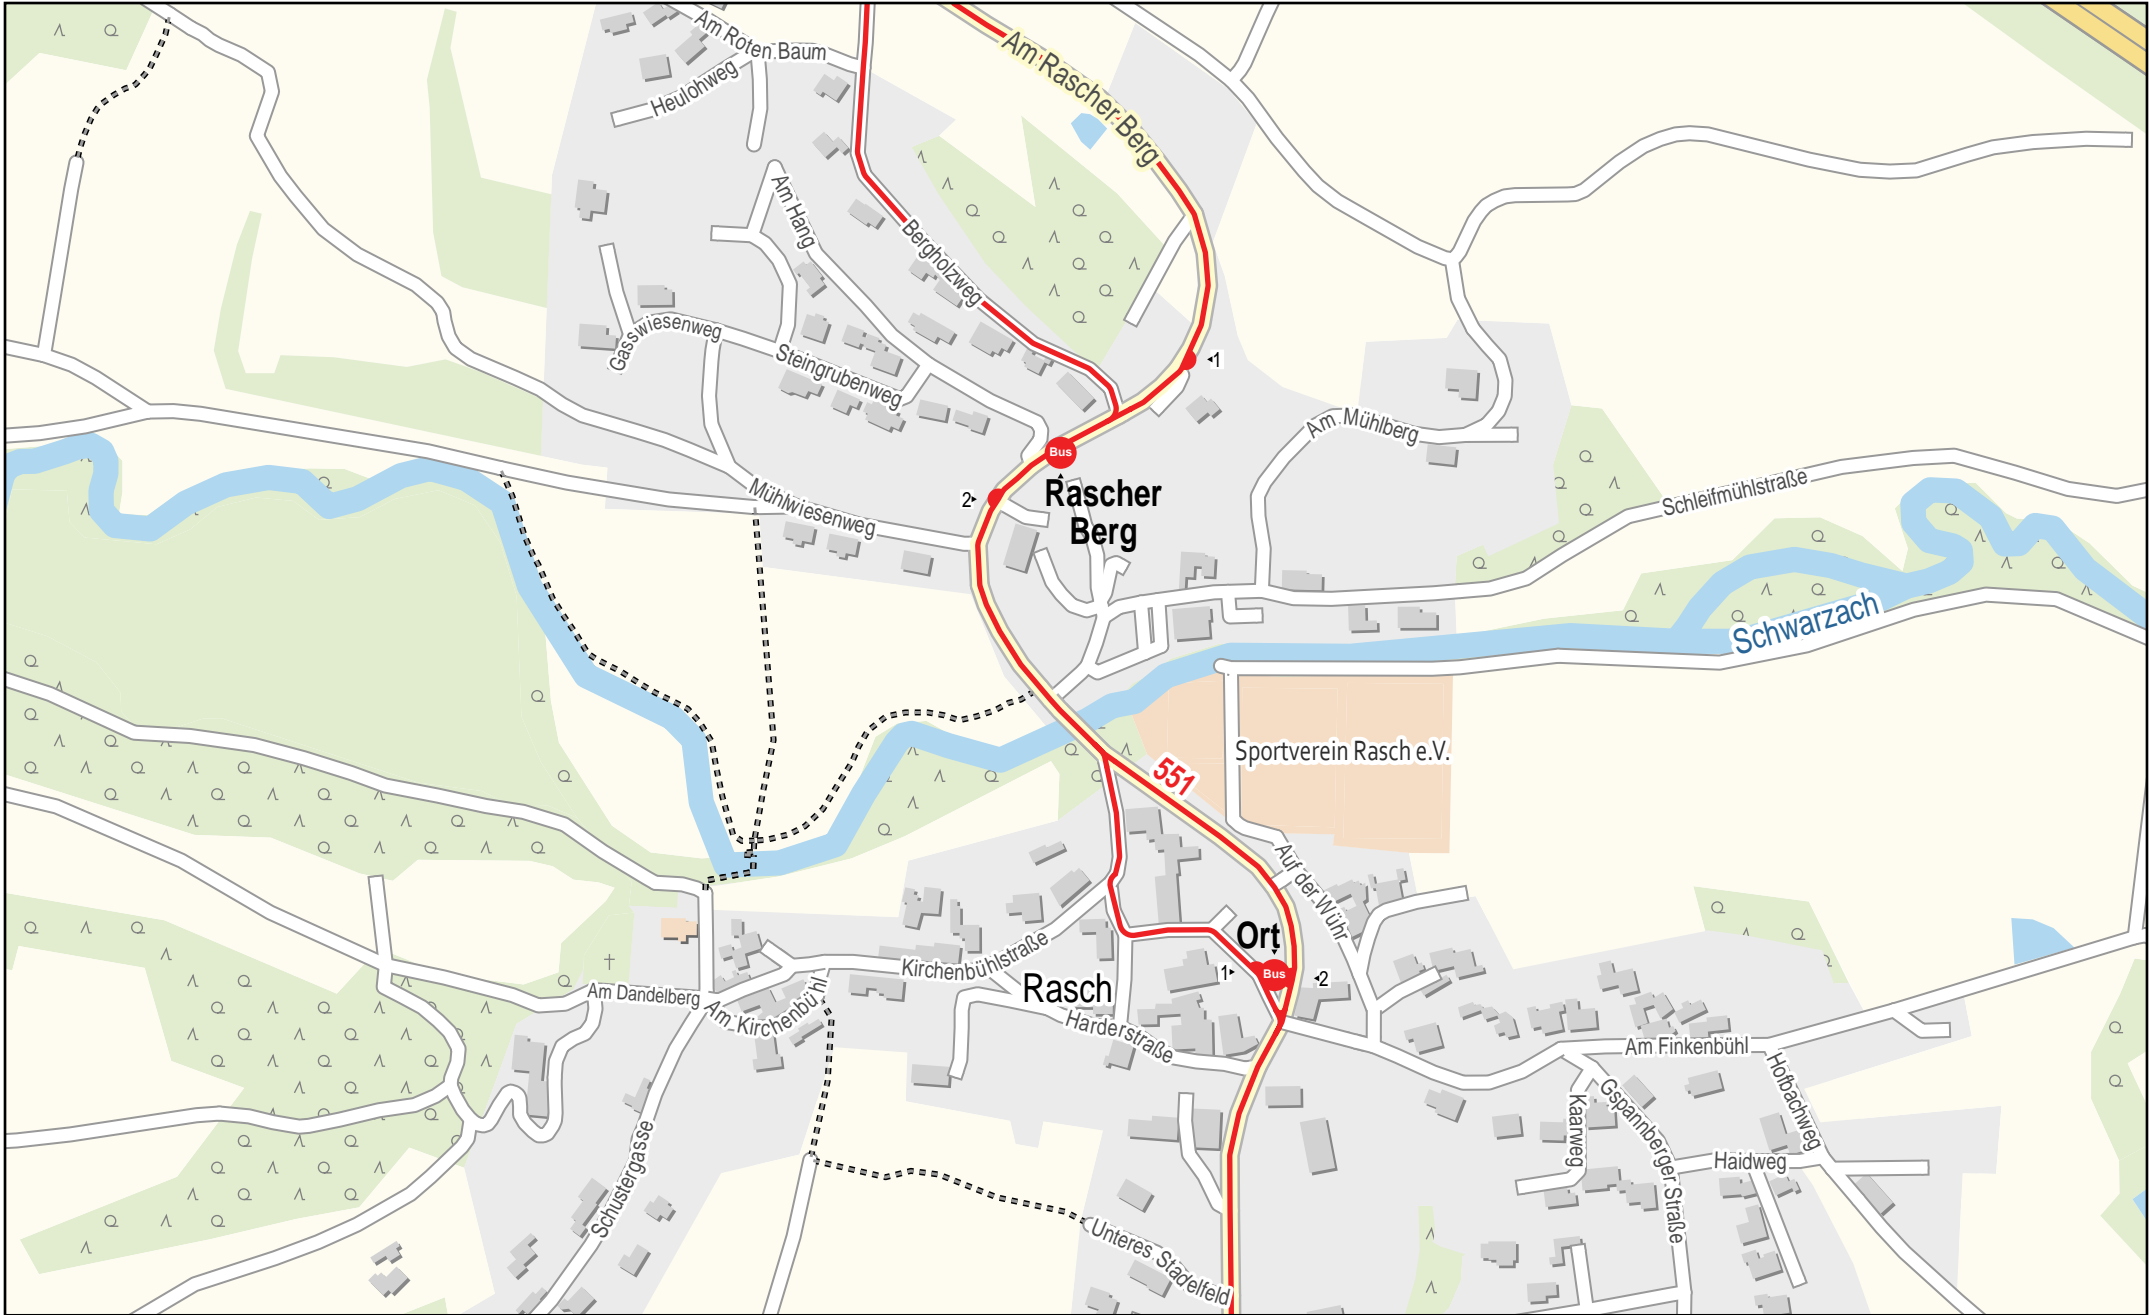 Am Roten Baum
Heulohweg
Am Rascher Berg
Am Hang
Bergholzweg
Gasswiesenweg
Steingrubenweg
1
Am Mühlberg
Bus
2
Rascher
Berg
Mühlwiesenweg
Schleifmühlstraße
Schwarzach
Sportverein Rasch e.V.
551
Auf der Wühr
Ort
Kirchenbühlstraße
1
Bus
2
Rasch
Am Dandelberg
Am Kirchenbühl
Harderstraße
Am Finkenbühl
Hofbachweg
Kaarweg
Gspannberger Straße
Haidweg
Schustergasse
Unteres Stadelfeld